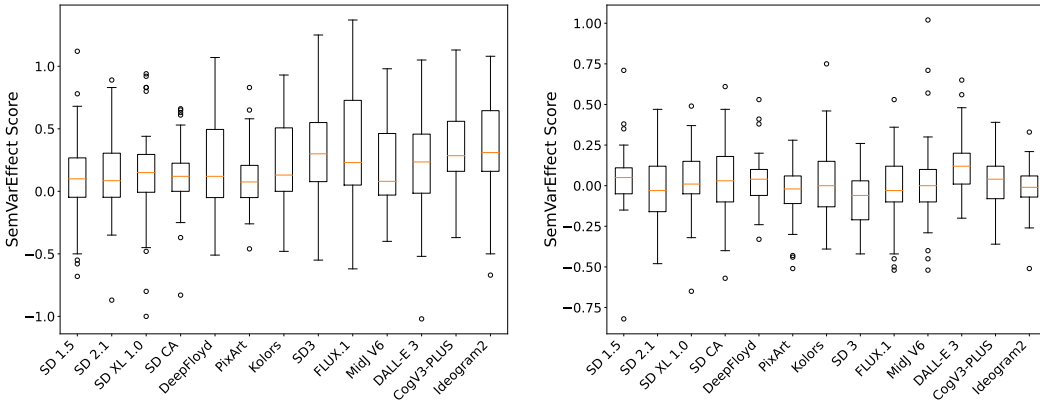 SemVarEffect Score
1.0
0.5
0.0
−0.5
−1.0
SD 1.5
SD 2.1
SD XL 1.0
SD CA
DeepFloyd
PixArt
Kolors
SD3
FLUX.1
MidJ V6
DALL-E 3
CogV3-PLUS
Ideogram2
SemVarEffect Score
1.00
0.75
0.50
0.25
0.00
−0.25
−0.50
−0.75
SD 1.5
SD 2.1
SD XL 1.0
SD CA
DeepFloyd
PixArt
Kolors
SD 3
FLUX.1
MidJ V6
DALL-E 3
CogV3-PLUS
Ideogram2